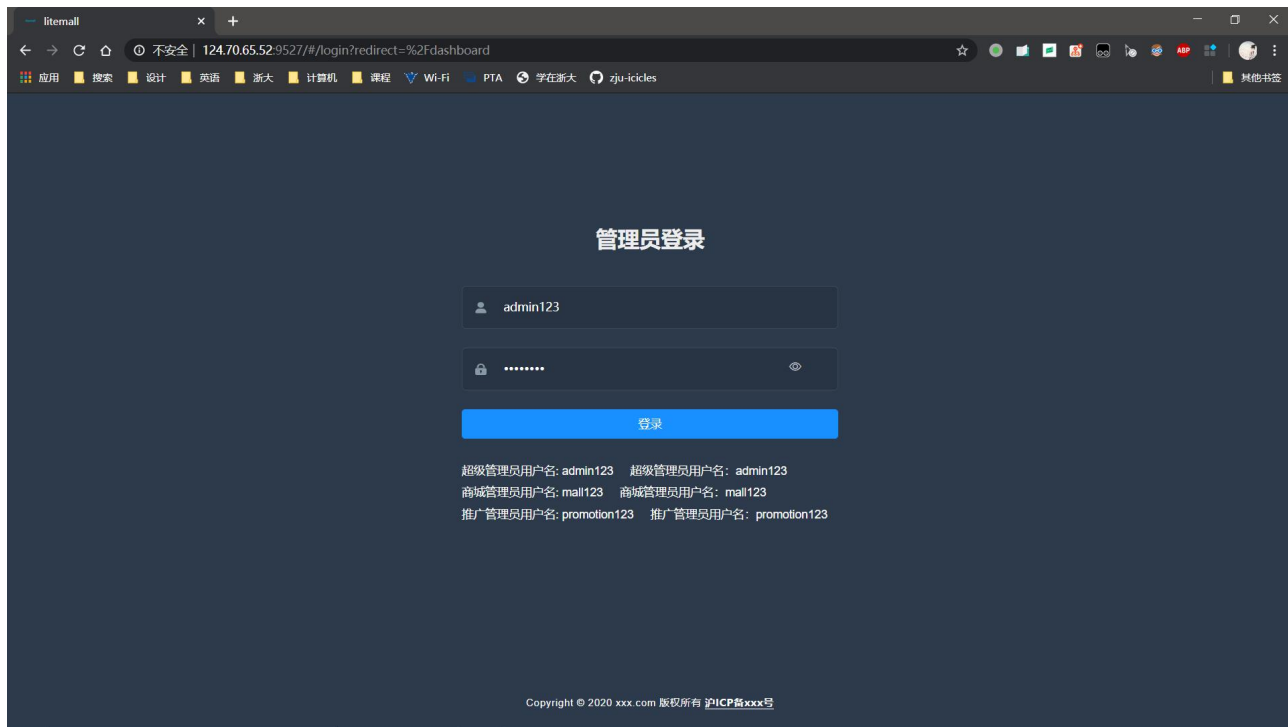 litemall
不安全 | 124.70.65.52:9527/#/login?redirect=%2Fdashboard
ABP
应用 搜索 设计 英语 浙大 计算机 课程 Wi-Fi PTA 学在浙大 zju-icicles 其他书签
管理员登录
admin123
••••••••
登录
超级管理员用户名: admin123 超级管理员用户名：admin123
商城管理员用户名: mall123 商城管理员用户名：mall123
推广管理员用户名: promotion123 推广管理员用户名：promotion123
Copyright © 2020 xxx.com 版权所有 沪ICP备xxx号